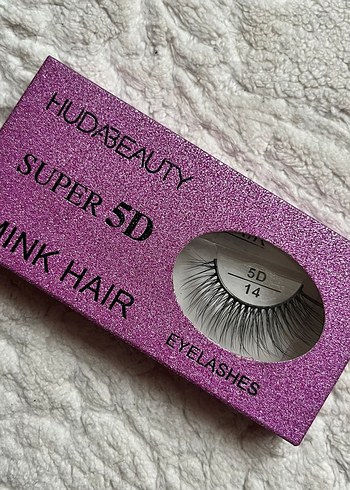 HUDABEAUTY
SUPER 5D
MINK HAIR
5D
14
EYELASHES